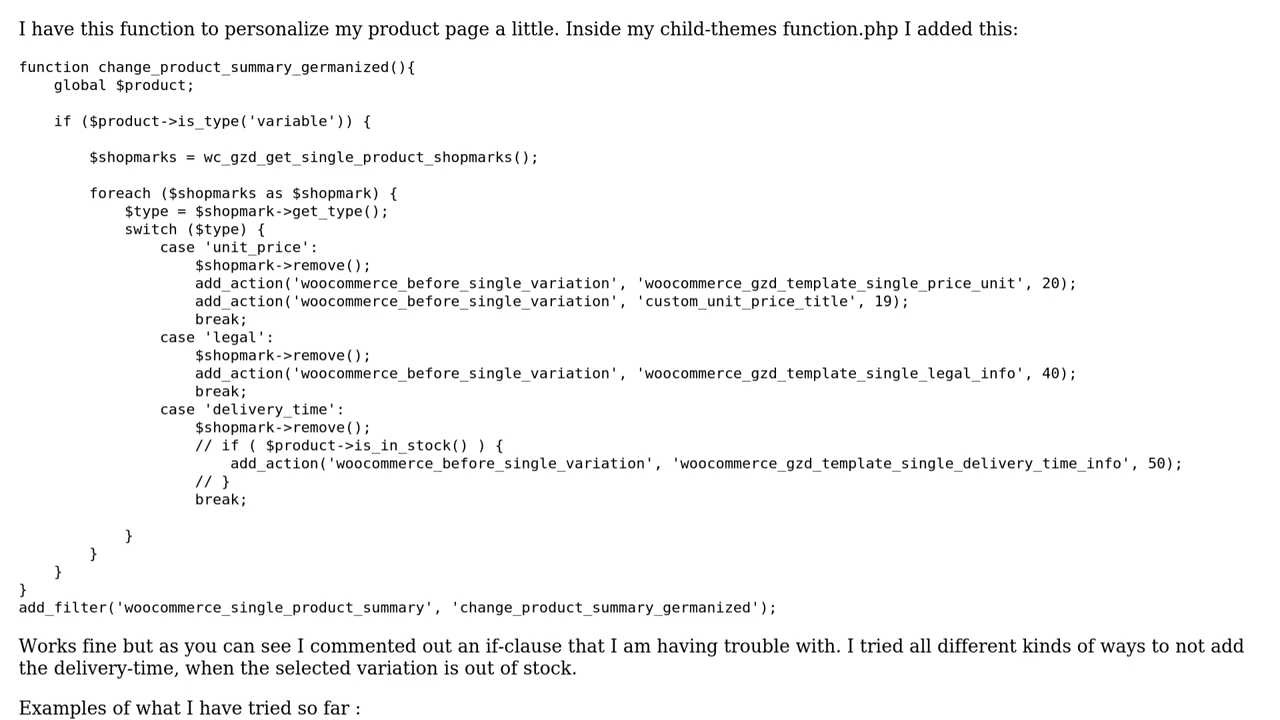 I have this function to personalize my product page a little. Inside my child-themes function.php I added this:
function change_product_summary_germanized(){
    global $product;
    if ($product->is_type('variable')) {
        $shopmarks = wc_gzd_get_single_product_shopmarks();
        foreach ($shopmarks as $shopmark) {
            $type = $shopmark->get_type();
            switch ($type) {
                case 'unit_price':
                    $shopmark->remove();
                    add_action('woocommerce_before_single_variation', 'woocommerce_gzd_template_single_price_unit', 20);
                    add_action('woocommerce_before_single_variation', 'custom_unit_price_title', 19);
                    break;
                case 'legal':
                    $shopmark->remove();
                    add_action('woocommerce_before_single_variation', 'woocommerce_gzd_template_single_legal_info', 40);
                    break;
                case 'delivery_time':
                    $shopmark->remove();
                    // if ( $product->is_in_stock() ) {
                        add_action('woocommerce_before_single_variation', 'woocommerce_gzd_template_single_delivery_time_info', 50);
                    // }
                    break;
            }
        }
    }
}
add_filter('woocommerce_single_product_summary', 'change_product_summary_germanized');
Works fine but as you can see I commented out an if-clause that I am having trouble with. I tried all different kinds of ways to not add
the delivery-time, when the selected variation is out of stock.
Examples of what I have tried so far :